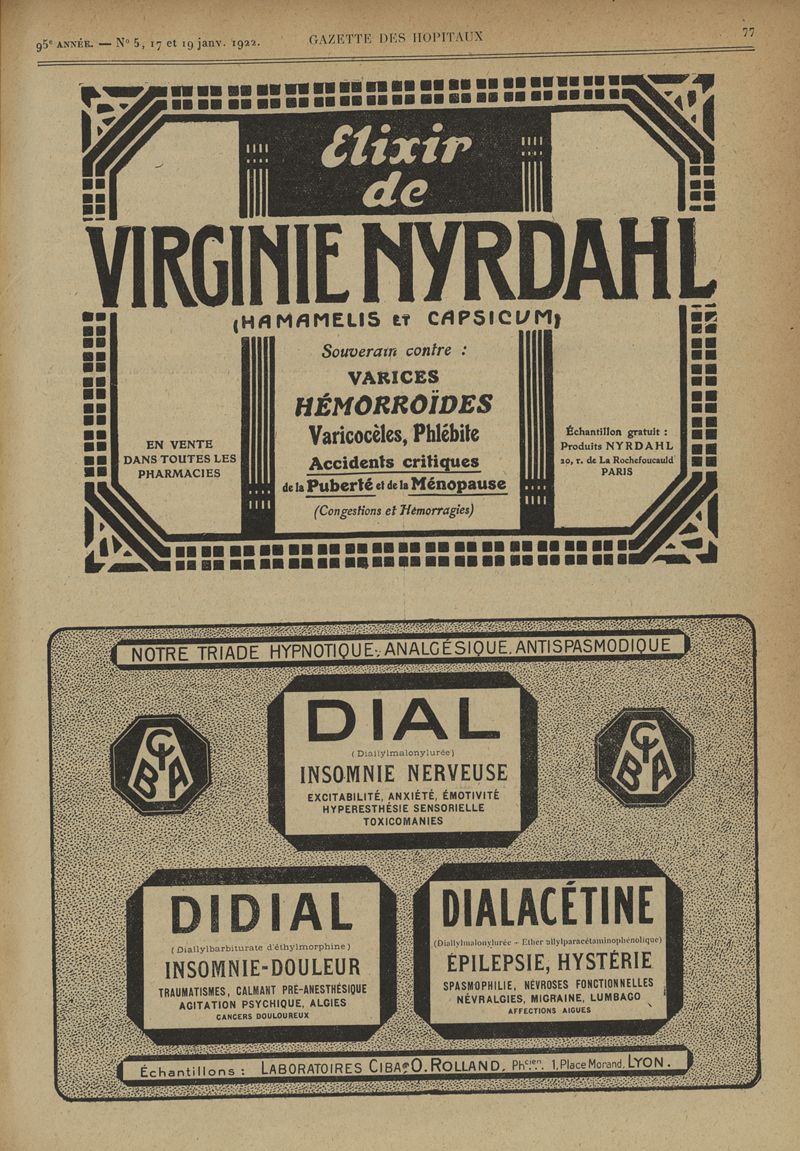 95e ANNÉE. — N° 5, 17 et 19 janv. 1922.
GAZETTE DES HOPITAUX
77
Elixir
de
VIRGINIE NYRDAHL
(HAMAMELIS ET CAPSICUM)
Souverain contre :
VARICES
HÉMORROÏDES
Varicocèles, Phlébite
Accidents critiques
de la Puberté et de la Ménopause
(Congestions et Hémorragies)
EN VENTE
DANS TOUTES LES
PHARMACIES
Échantillon gratuit :
Produits NYRDAHL
20, r. de La Rochefoucauld
PARIS
NOTRE TRIADE HYPNOTIQUE, ANALGÉSIQUE, ANTISPASMODIQUE
CIBA
DIAL
(Diallylmalonylurée)
INSOMNIE NERVEUSE
EXCITABILITÉ, ANXIÉTÉ, ÉMOTIVITÉ
HYPERESTHÉSIE SENSORIELLE
TOXICOMANIES
CIBA
DIDIAL
(Diallylbarbiturate d'éthylmorphine)
INSOMNIE-DOULEUR
TRAUMATISMES, CALMANT PRÉ-ANESTHÉSIQUE
AGITATION PSYCHIQUE, ALGIES
CANCERS DOULOUREUX
DIALACÉTINE
(Diallylmalonylurée - Ether allylparacétaminophénolique)
ÉPILEPSIE, HYSTÉRIE
SPASMOPHILIE, NÉVROSES FONCTIONNELLES
NÉVRALGIES, MIGRAINE, LUMBAGO
AFFECTIONS AIGUES
Échantillons : LABORATOIRES CIBA, O. ROLLAND, Phcien, 1, Place Morand, LYON.